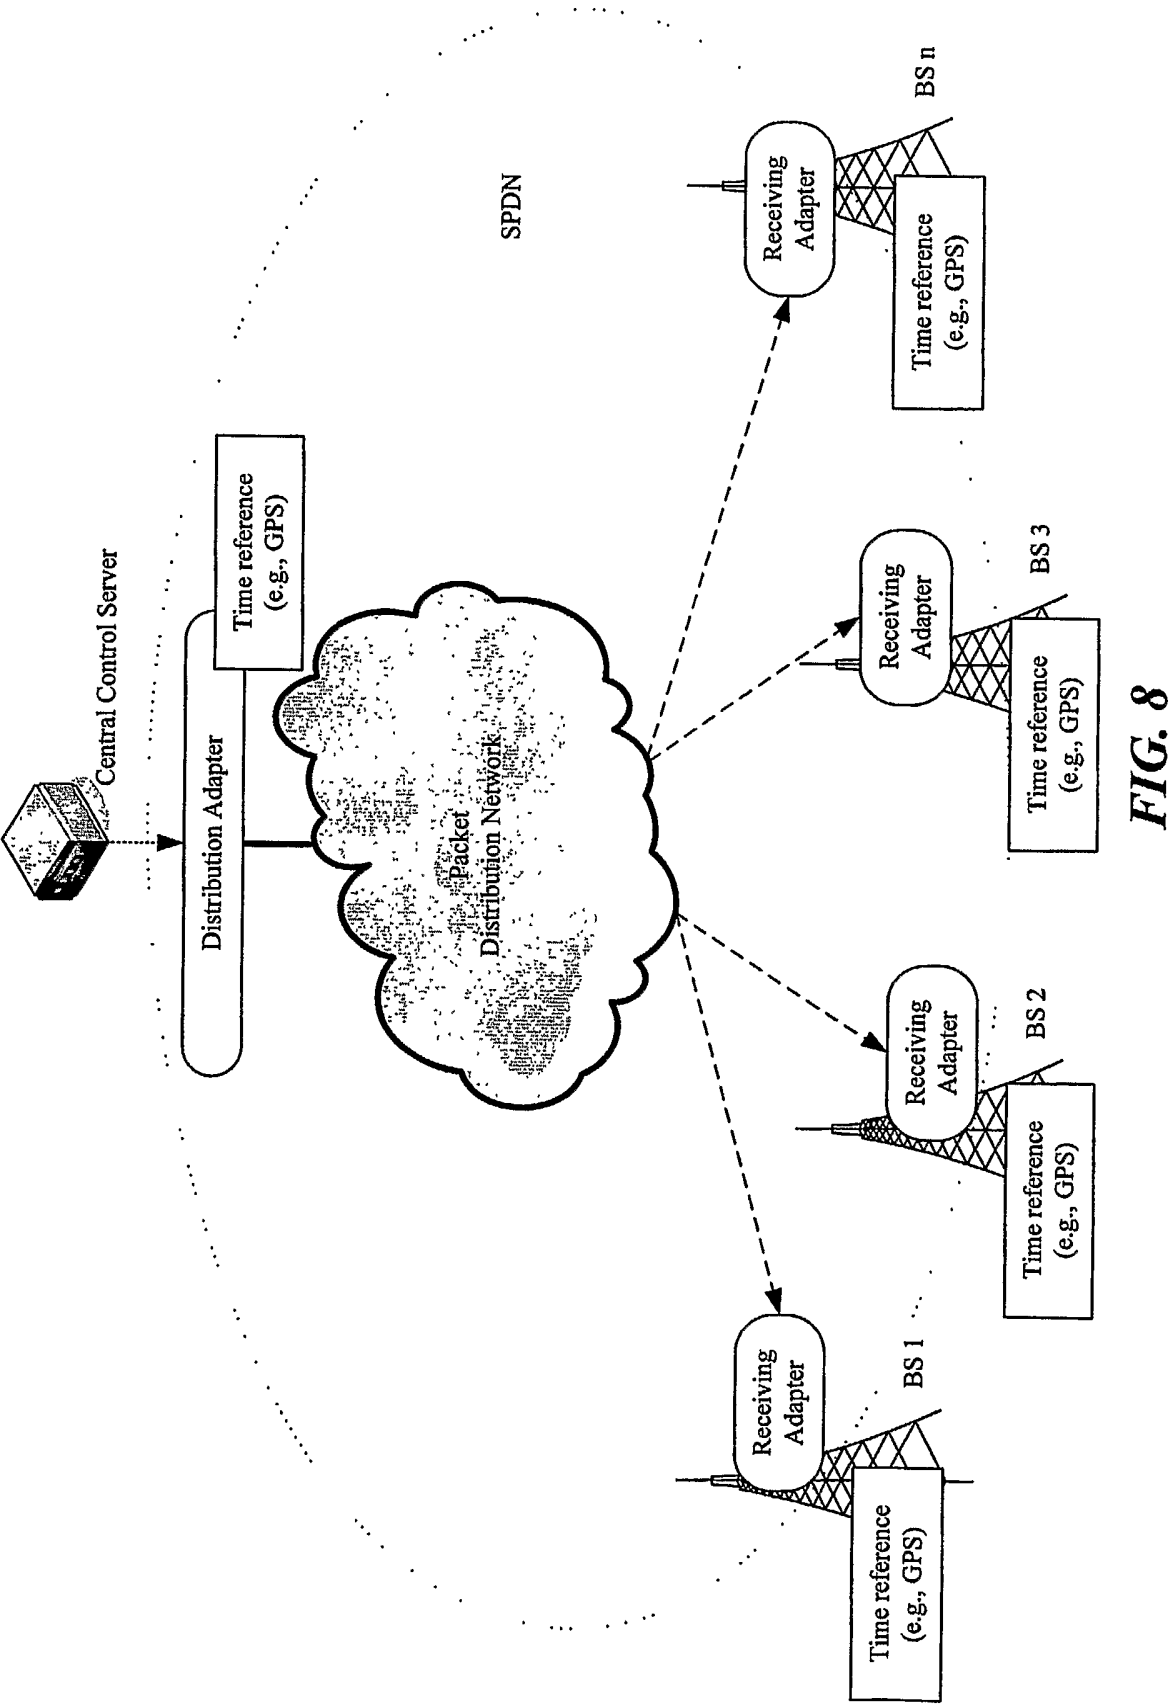 Central Control Server
Distribution Adapter
Time reference
(e.g., GPS)
SPDN
Packet
Distribution Network
Receiving
Adapter
BS 1
Time reference
(e.g., GPS)
Receiving
Adapter
BS 2
Time reference
(e.g., GPS)
Receiving
Adapter
BS 3
Time reference
(e.g., GPS)
Receiving
Adapter
BS n
Time reference
(e.g., GPS)
FIG. 8